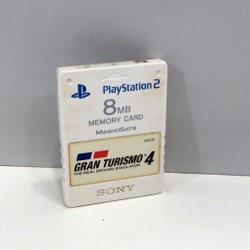 PlayStation 2
8MB
MEMORY CARD
MAGICGATE
GRAN TURISMO 4
THE REAL DRIVING SIMULATOR
SONY